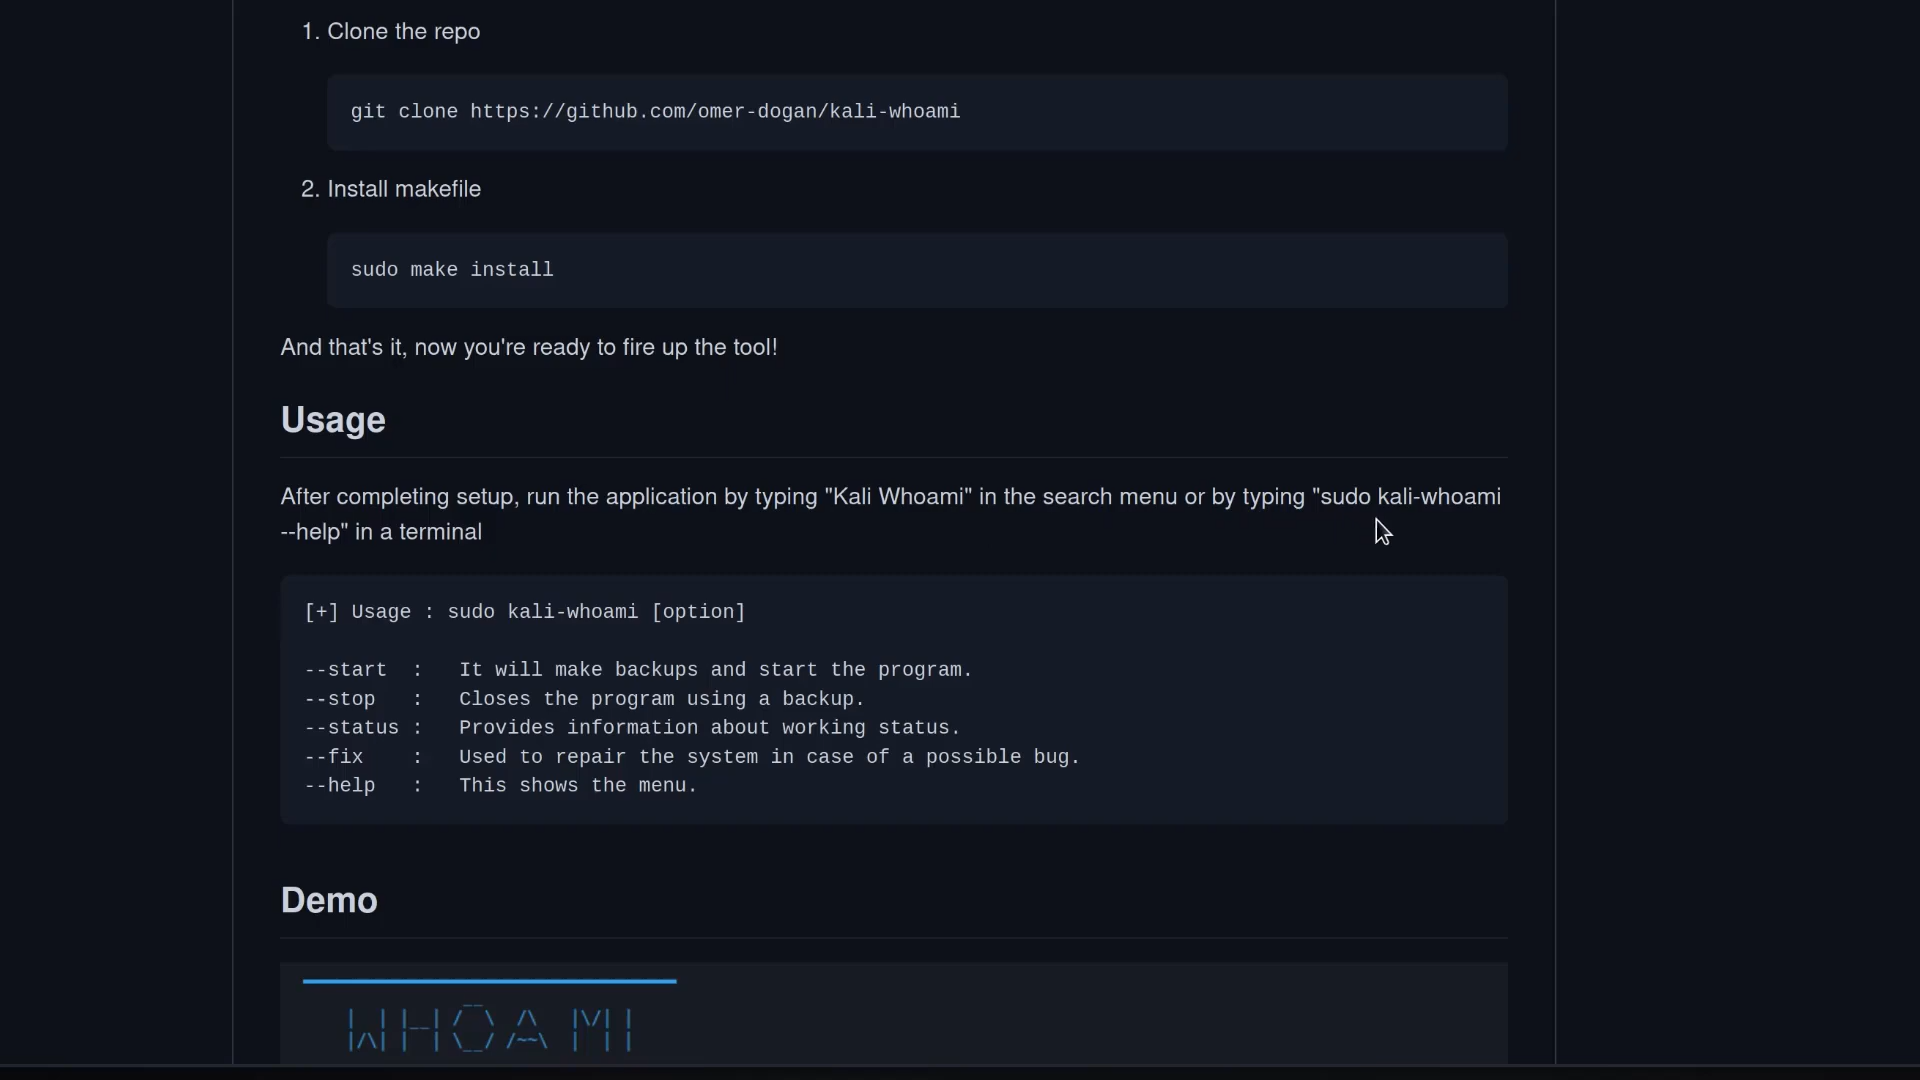 1. Clone the repo
git clone https://github.com/omer-dogan/kali-whoami
2. Install makefile
sudo make install
And that's it, now you're ready to fire up the tool!
Usage
After completing setup, run the application by typing "Kali Whoami" in the search menu or by typing "sudo kali-whoami
--help" in a terminal
[+] Usage : sudo kali-whoami [option]
--start  :   It will make backups and start the program.
--stop   :   Closes the program using a backup.
--status :   Provides information about working status.
--fix    :   Used to repair the system in case of a possible bug.
--help   :   This shows the menu.
Demo
WHOAMI